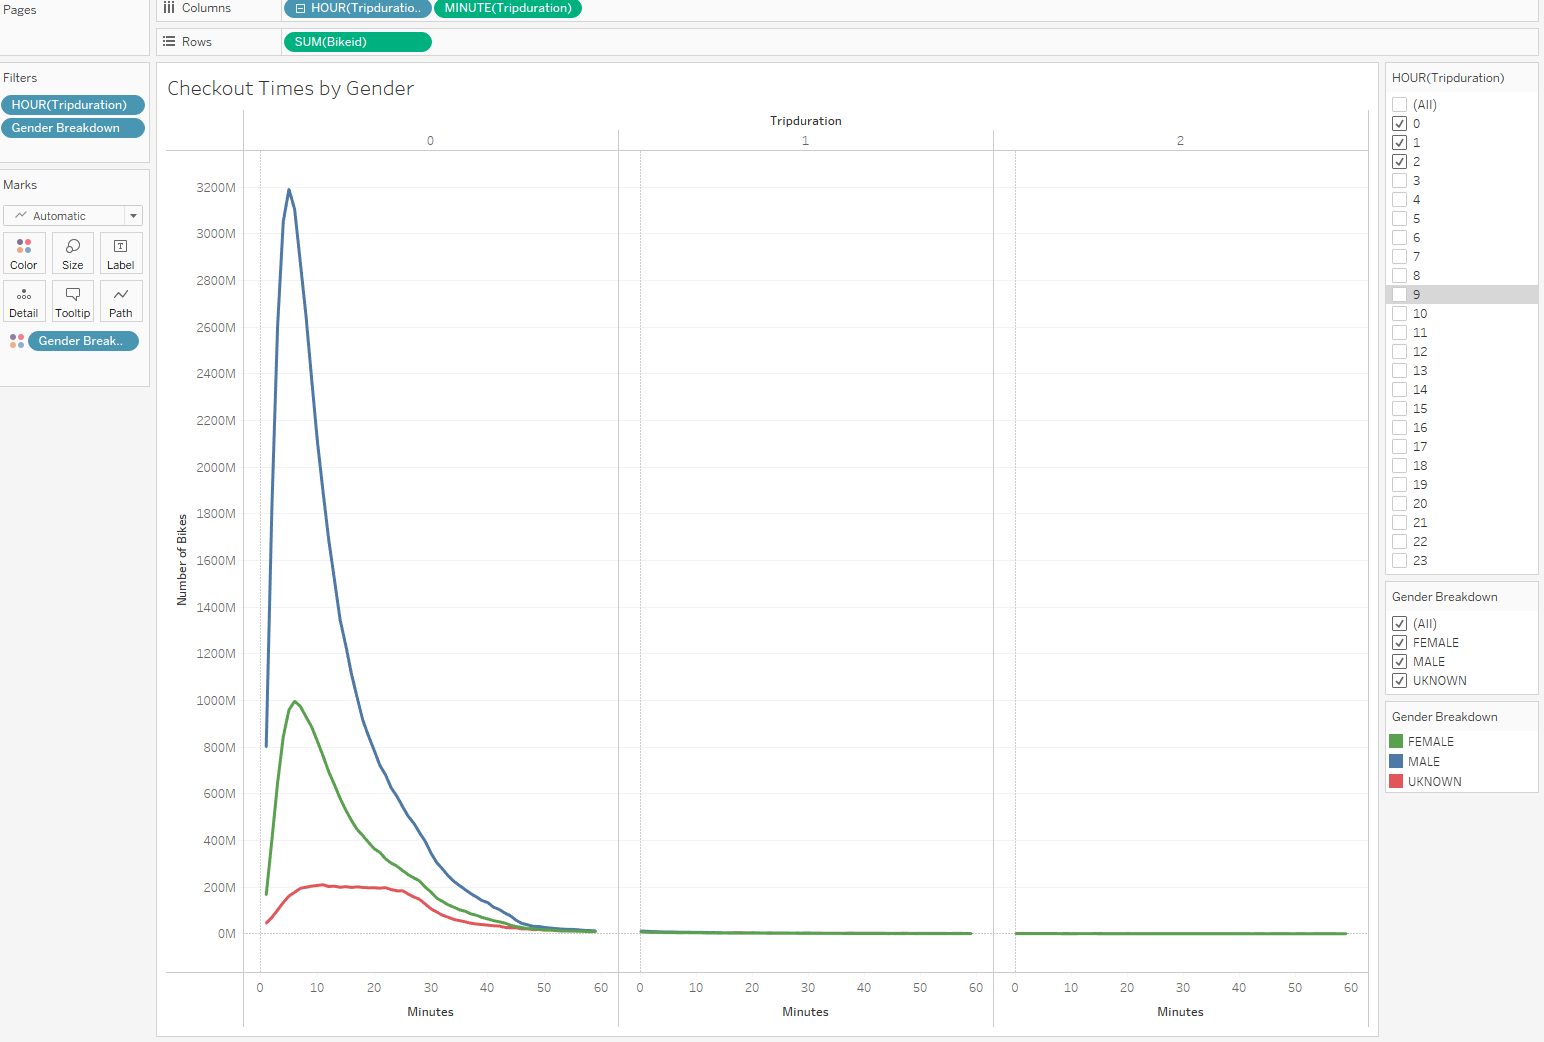 Pages
Columns
HOUR(Tripduratio..
MINUTE(Tripduration)
Rows
SUM(Bikeid)
Filters
HOUR(Tripduration)
Gender Breakdown
Marks
Automatic
Color Size Label
Detail Tooltip Path
Gender Break..
Checkout Times by Gender
Tripduration
0 1 2
3200M
3000M
2800M
2600M
2400M
2200M
2000M
1800M
1600M
1400M
1200M
1000M
800M
600M
400M
200M
0M
Number of Bikes
0 10 20 30 40 50 60 0 10 20 30 40 50 60 0 10 20 30 40 50 60
Minutes Minutes Minutes
HOUR(Tripduration)
(All)
0
1
2
3
4
5
6
7
8
9
10
11
12
13
14
15
16
17
18
19
20
21
22
23
Gender Breakdown
(All)
FEMALE
MALE
UKNOWN
Gender Breakdown
FEMALE
MALE
UKNOWN